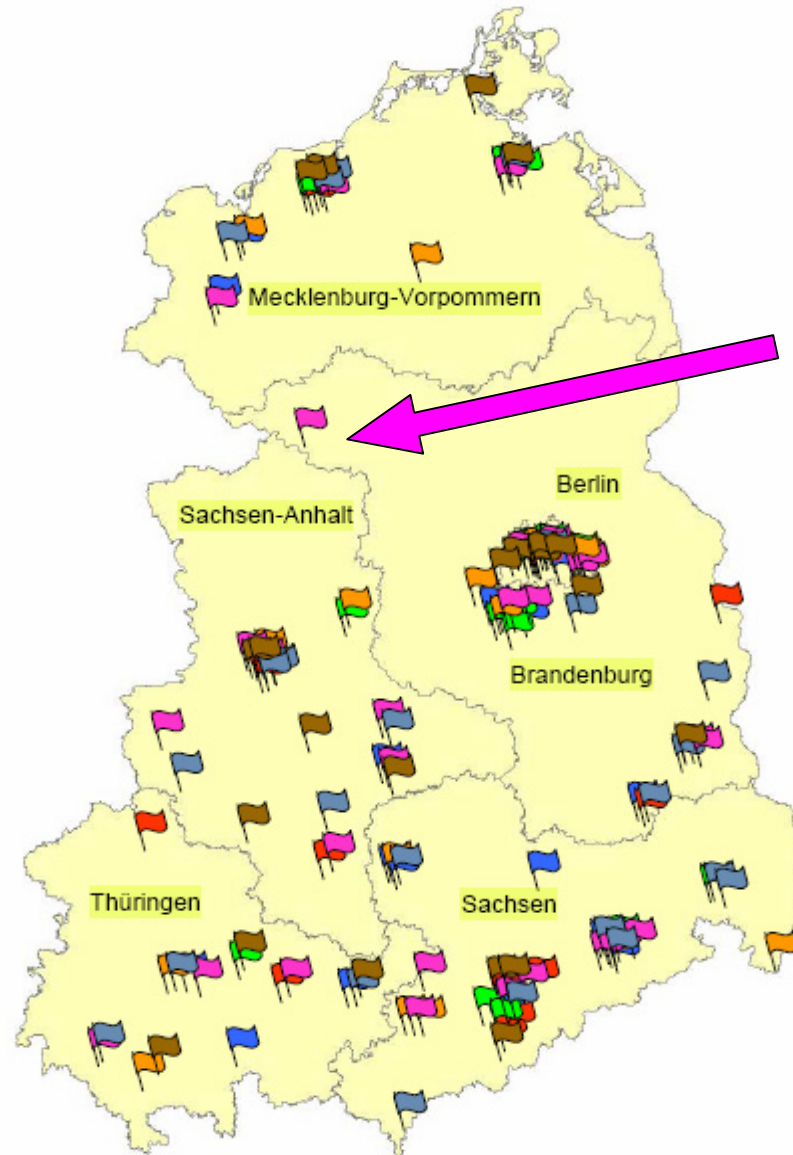 Mecklenburg-Vorpommern
Berlin
Sachsen-Anhalt
Brandenburg
Thüringen
Sachsen